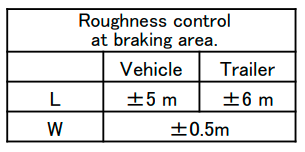 Roughness control
at braking area.
Vehicle Trailer
L ±5 m ±6 m
W ±0.5m